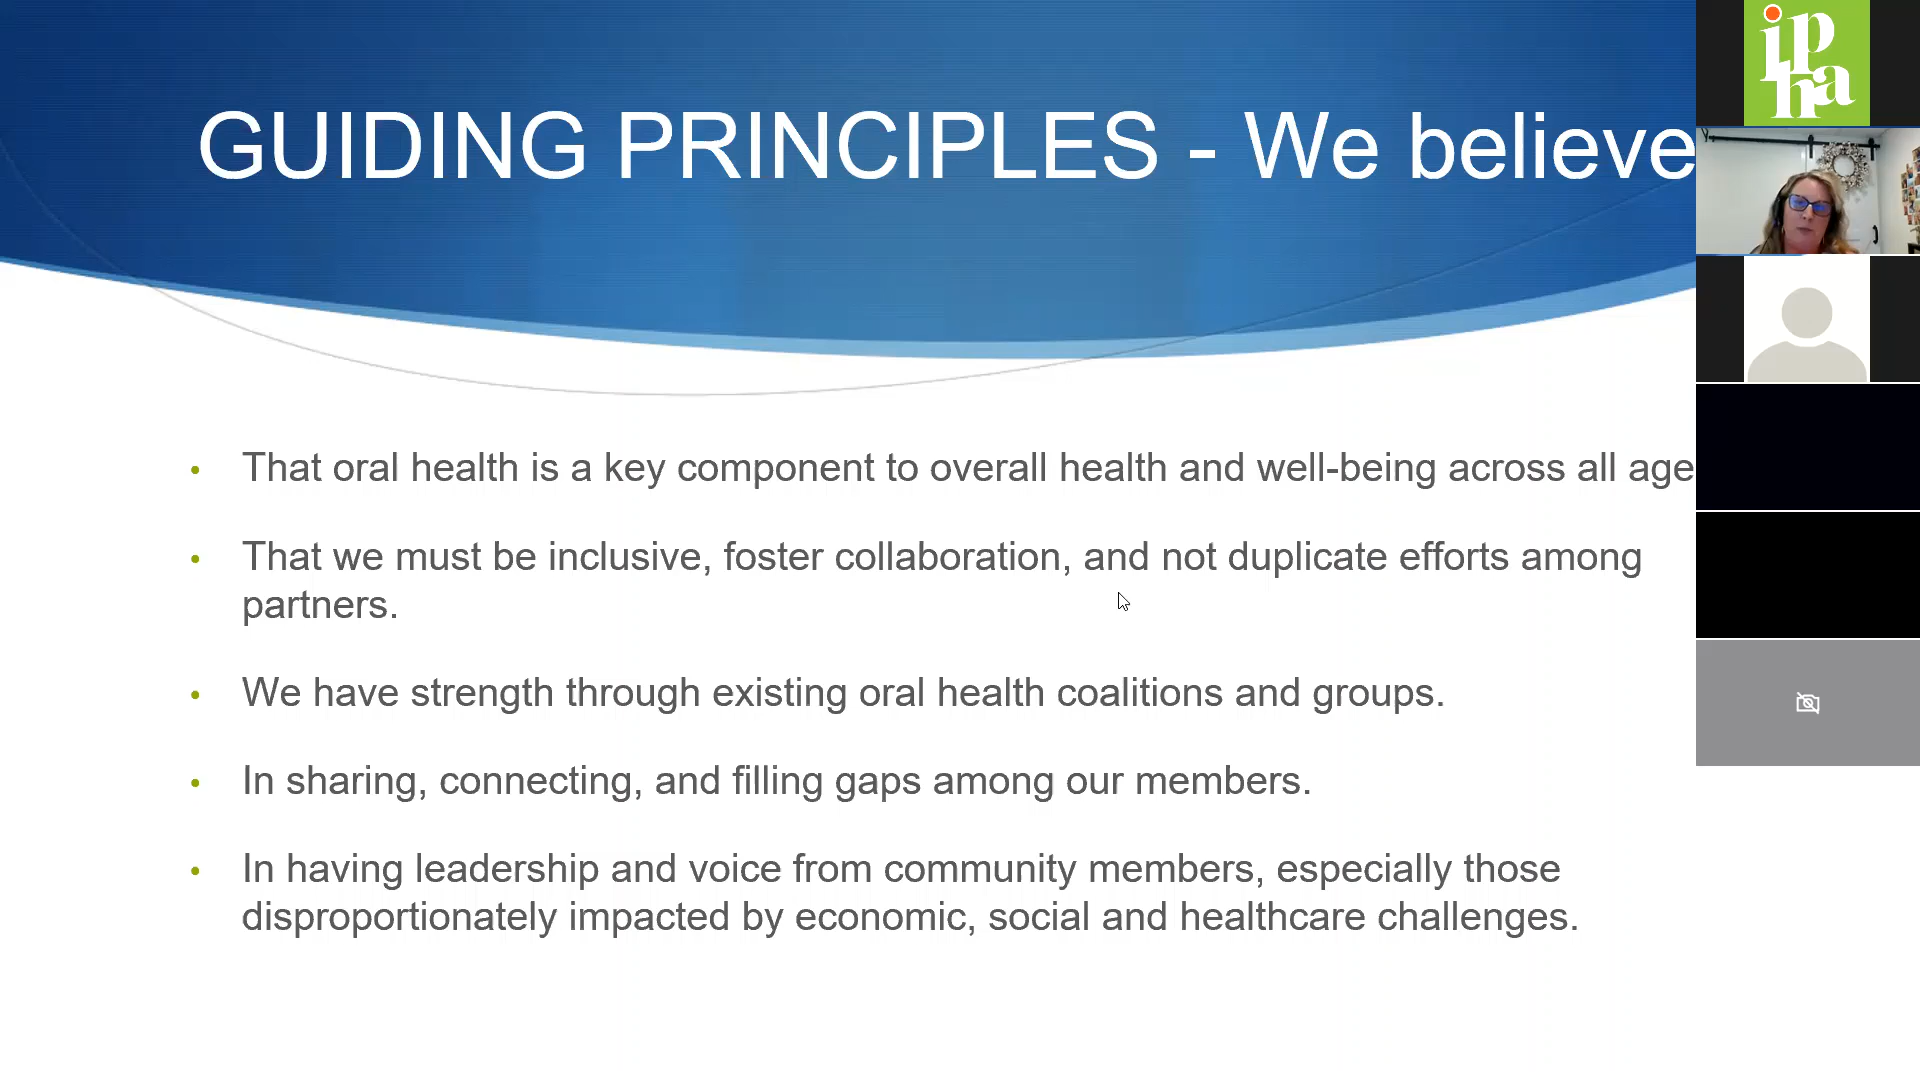 GUIDING PRINCIPLES - We believe
• That oral health is a key component to overall health and well-being across all age
• That we must be inclusive, foster collaboration, and not duplicate efforts among
partners.
• We have strength through existing oral health coalitions and groups.
• In sharing, connecting, and filling gaps among our members.
• In having leadership and voice from community members, especially those
disproportionately impacted by economic, social and healthcare challenges.
ip
ha